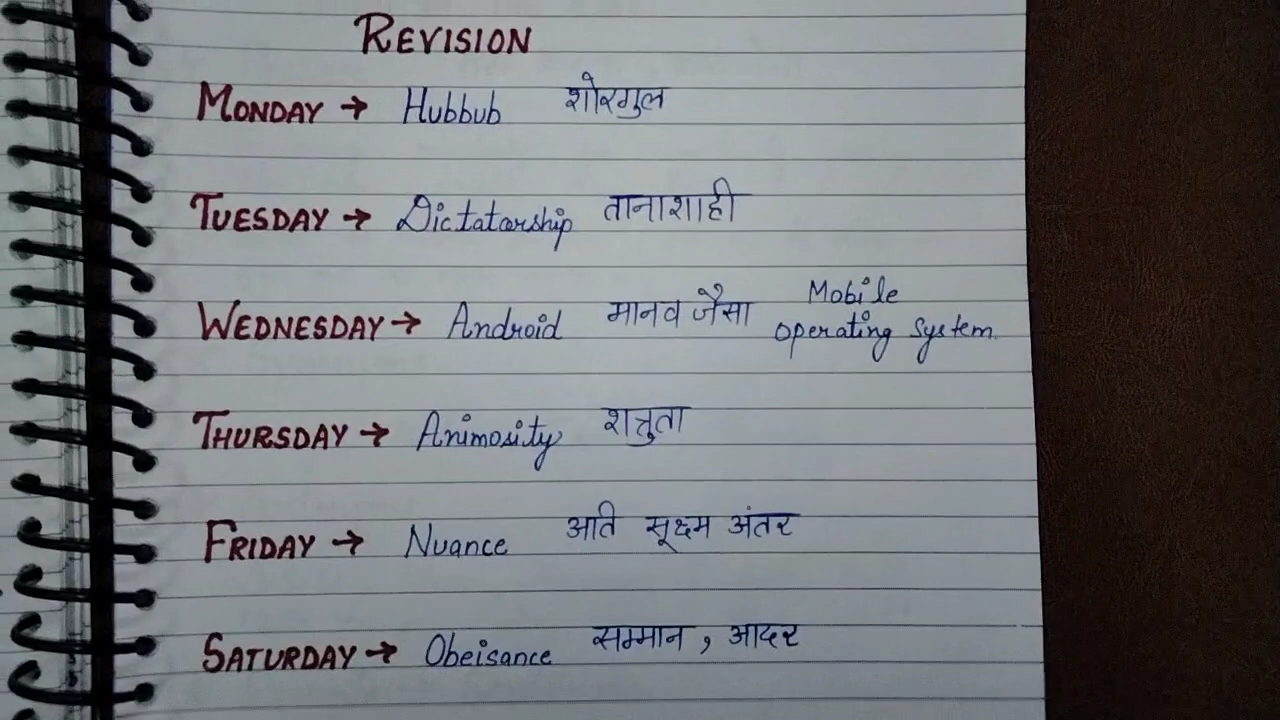 REVISION
MONDAY → Hubbub शोरगुल
TUESDAY → Dictatorship तानाशाही
WEDNESDAY → Android मानव जैसा Mobile
operating system.
THURSDAY → Animosity शत्रुता
FRIDAY → Nuance अति सूक्ष्म अंतर
SATURDAY → Obeisance सम्मान , आदर